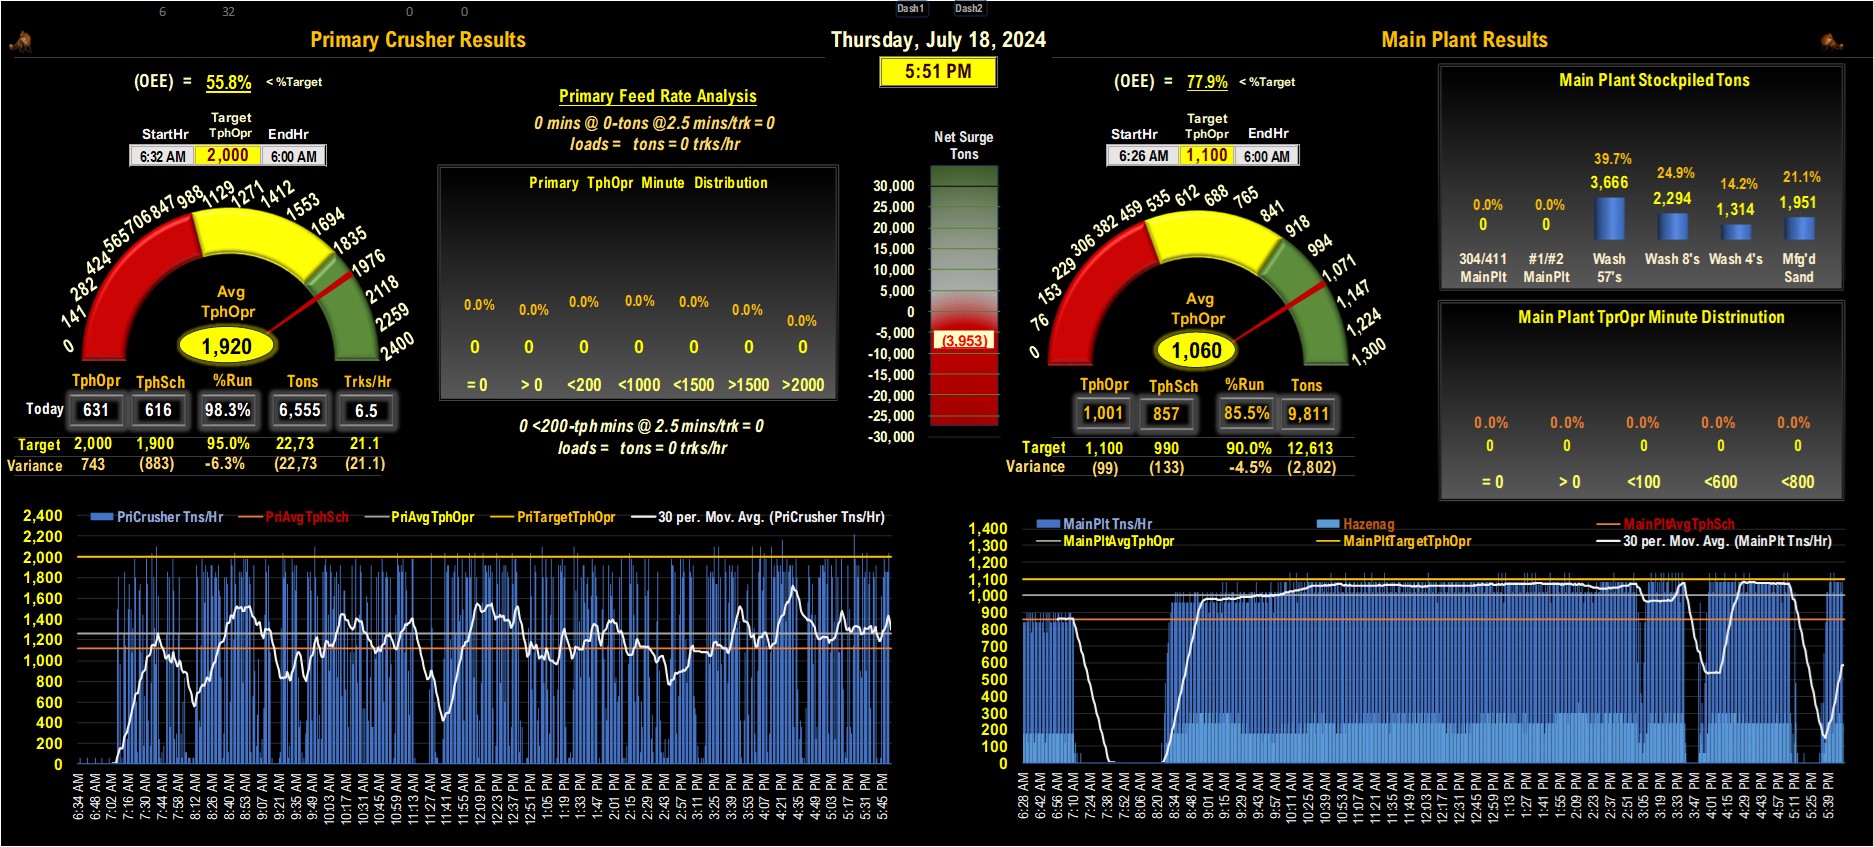 6 32 0 0 Dash1 Dash2
Primary Crusher Results
Thursday, July 18, 2024
Main Plant Results
5:51 PM
(OEE) = 55.8% < %Target
Target
StartHr TphOpr EndHr
6:32 AM 2,000 6:00 AM
0 141 282 424 565 706 847 988 1129 1271 1412 1553 1694 1835 1976 2118 2259 2400
Avg
TphOpr
1,920
TphOpr TphSch %Run Tons Trks/Hr
Today 631 616 98.3% 6,555 6.5
Target 2,000 1,900 95.0% 22,73 21.1
Variance 743 (883) -6.3% (22,73 (21.1)
Primary Feed Rate Analysis
0 mins @ 0-tons @2.5 mins/trk = 0
loads = tons = 0 trks/hr
Primary TphOpr Minute Distribution
0.0% 0.0% 0.0% 0.0% 0.0% 0.0% 0.0%
0 0 0 0 0 0 0
= 0 > 0 <200 <1000 <1500 >1500 >2000
0 <200-tph mins @ 2.5 mins/trk = 0
loads = tons = 0 trks/hr
Net Surge
Tons
30,000
25,000
20,000
15,000
10,000
5,000
0
-5,000
(3,953)
-10,000
-15,000
-20,000
-25,000
-30,000
(OEE) = 77.9% < %Target
Target
StartHr TphOpr EndHr
6:26 AM 1,100 6:00 AM
0 76 153 229 306 382 459 535 612 688 765 841 918 994 1,071 1,147 1,224 1,300
Avg
TphOpr
1,060
TphOpr TphSch %Run Tons
1,001 857 85.5% 9,811
Target 1,100 990 90.0% 12,613
Variance (99) (133) -4.5% (2,802)
Main Plant Stockpiled Tons
0.0% 0.0% 39.7% 24.9% 14.2% 21.1%
0 0 3,666 2,294 1,314 1,951
304/411 #1/#2 Wash Wash 8's Wash 4's Mfg'd
MainPlt MainPlt 57's Sand
Main Plant TprOpr Minute Distrinution
0.0% 0.0% 0.0% 0.0% 0.0%
0 0 0 0 0
= 0 > 0 <100 <600 <800
PriCrusher Tns/Hr PriAvgTphSch PriAvgTphOpr PriTargetTphOpr 30 per. Mov. Avg. (PriCrusher Tns/Hr)
2,400
2,200
2,000
1,800
1,600
1,400
1,200
1,000
800
600
400
200
0
6:34 AM 6:48 AM 7:02 AM 7:16 AM 7:30 AM 7:44 AM 7:58 AM 8:12 AM 8:26 AM 8:40 AM 8:53 AM 9:07 AM 9:21 AM 9:35 AM 9:49 AM 10:03 AM 10:17 AM 10:31 AM 10:45 AM 10:59 AM 11:13 AM 11:27 AM 11:41 AM 11:55 AM 12:09 PM 12:23 PM 12:37 PM 12:51 PM 1:05 PM 1:19 PM 1:33 PM 1:47 PM 2:01 PM 2:15 PM 2:29 PM 2:43 PM 2:57 PM 3:11 PM 3:25 PM 3:39 PM 3:53 PM 4:07 PM 4:21 PM 4:35 PM 4:49 PM 5:03 PM 5:17 PM 5:31 PM 5:45 PM
MainPlt Tns/Hr Hazenag MainPltAvgTphSch
MainPltAvgTphOpr MainPltTargetTphOpr 30 per. Mov. Avg. (MainPlt Tns/Hr)
1,400
1,300
1,200
1,100
1,000
900
800
700
600
500
400
300
200
100
0
6:28 AM 6:42 AM 6:56 AM 7:10 AM 7:24 AM 7:38 AM 7:52 AM 8:06 AM 8:20 AM 8:34 AM 8:48 AM 9:01 AM 9:15 AM 9:29 AM 9:43 AM 9:57 AM 10:11 AM 10:25 AM 10:39 AM 10:53 AM 11:07 AM 11:21 AM 11:35 AM 11:49 AM 12:03 PM 12:17 PM 12:31 PM 12:45 PM 12:59 PM 1:13 PM 1:27 PM 1:41 PM 1:55 PM 2:09 PM 2:23 PM 2:37 PM 2:51 PM 3:05 PM 3:19 PM 3:33 PM 3:47 PM 4:01 PM 4:15 PM 4:29 PM 4:43 PM 4:57 PM 5:11 PM 5:25 PM 5:39 PM